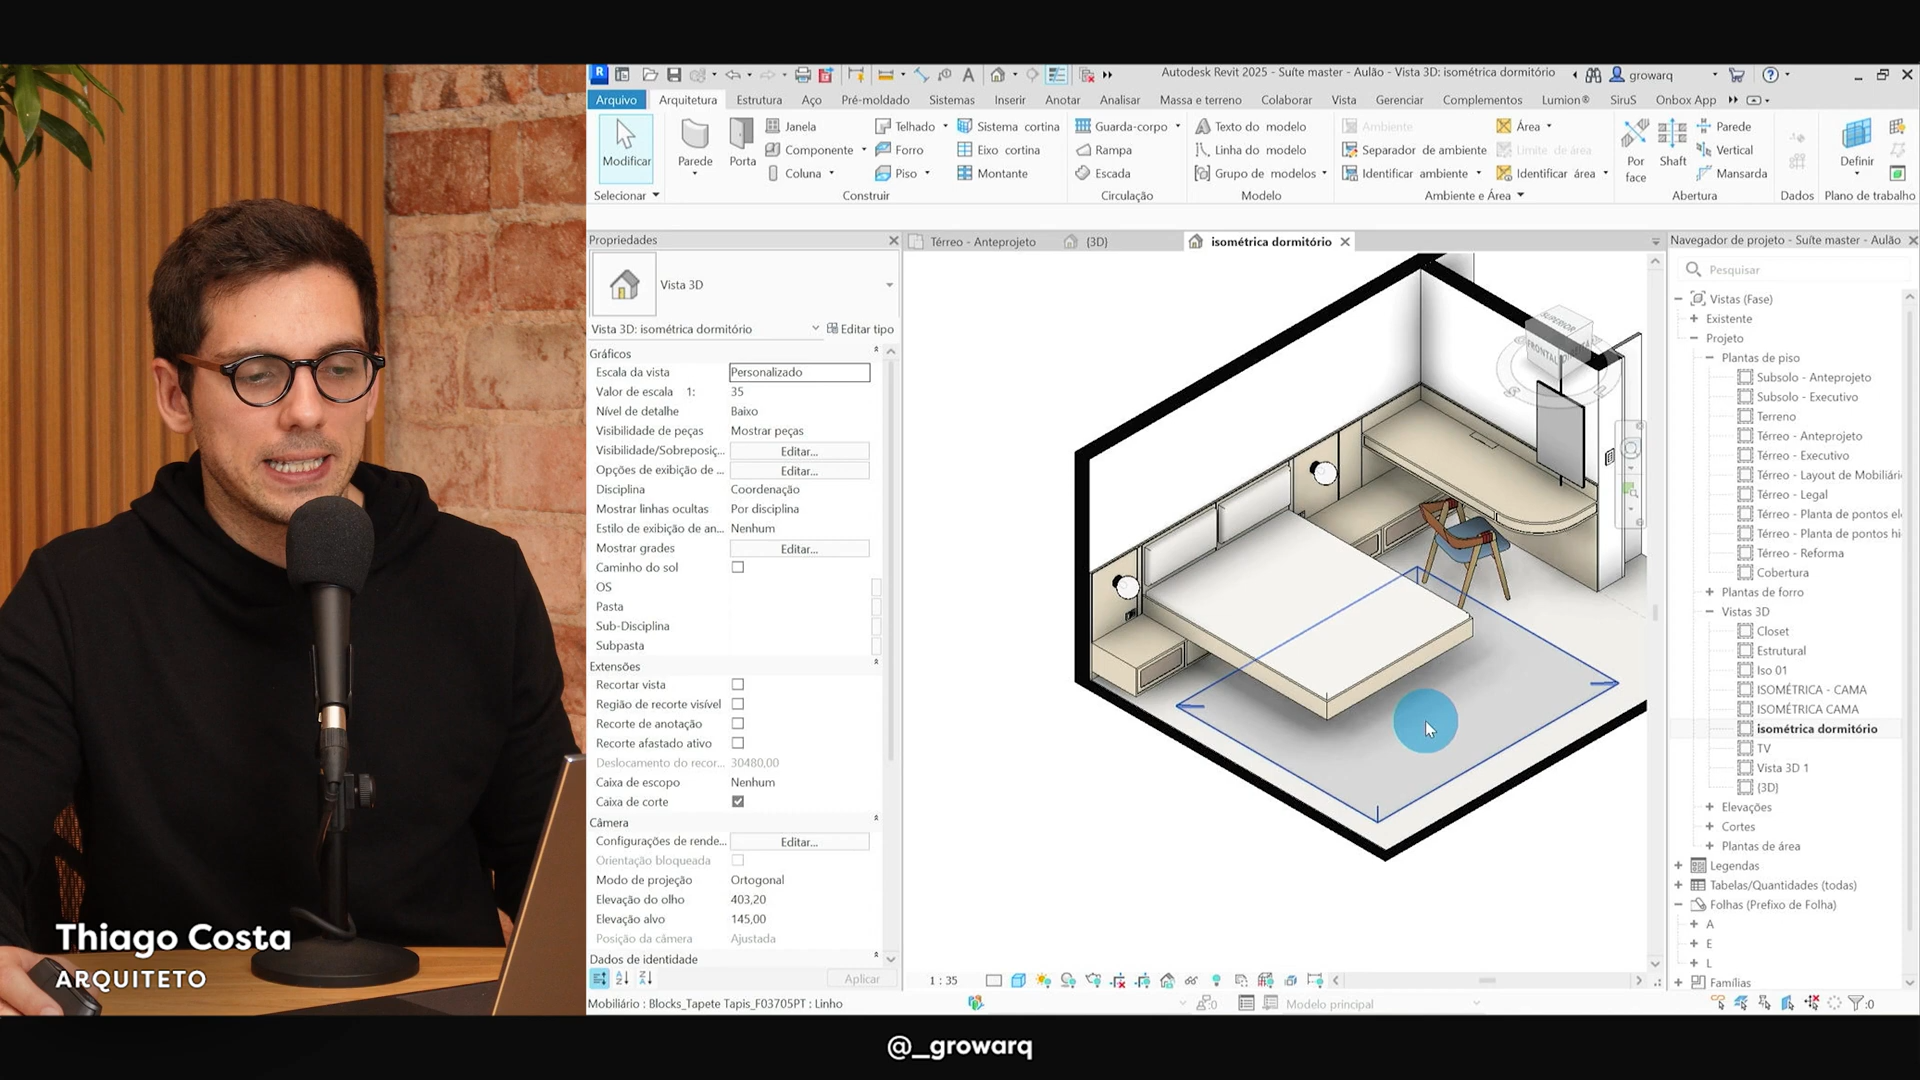 Autodesk Revit 2025 - Suíte master - Aulão - Vista 3D: isométrica dormitório
growarq
Arquivo Arquitetura Estrutura Aço Pré-moldado Sistemas Inserir Anotar Analisar Massa e terreno Colaborar Vista Gerenciar Complementos Lumion® SiruS Onbox App
Modificar
Selecionar
Parede
Porta
Janela
Componente
Coluna
Telhado
Forro
Piso
Sistema cortina
Eixo cortina
Montante
Construir
Guarda-corpo
Rampa
Escada
Circulação
Texto do modelo
Linha do modelo
Grupo de modelos
Modelo
Ambiente
Separador de ambiente
Identificar ambiente
Área
Limite de área
Identificar área
Ambiente e Área
Por face
Shaft
Parede
Vertical
Mansarda
Abertura
Dados
Definir
Plano de trabalho
Propriedades
Vista 3D
Vista 3D: isométrica dormitório
Editar tipo
Gráficos
Escala da vista Personalizado
Valor de escala 1: 35
Nível de detalhe Baixo
Visibilidade de peças Mostrar peças
Visibilidade/Sobreposiç... Editar...
Opções de exibição de ... Editar...
Disciplina Coordenação
Mostrar linhas ocultas Por disciplina
Estilo de exibição de an... Nenhum
Mostrar grades Editar...
Caminho do sol
OS
Pasta
Sub-Disciplina
Subpasta
Extensões
Recortar vista
Região de recorte visível
Recorte de anotação
Recorte afastado ativo
Deslocamento do recor... 30480,00
Caixa de escopo Nenhum
Caixa de corte
Câmera
Configurações de rende... Editar...
Orientação bloqueada
Modo de projeção Ortogonal
Elevação do olho 403,20
Elevação alvo 145,00
Posição da câmera Ajustada
Dados de identidade
Aplicar
Térreo - Anteprojeto
(3D)
isométrica dormitório
SUPERIOR
FRONTAL
1 : 35
Mobiliário : Blocks_Tapete Tapis_F03705PT : Linho
:0
Modelo principal
Navegador de projeto - Suíte master - Aulão
Pesquisar
Vistas (Fase)
Existente
Projeto
Plantas de piso
Subsolo - Anteprojeto
Subsolo - Executivo
Terreno
Térreo - Anteprojeto
Térreo - Executivo
Térreo - Layout de Mobiliári
Térreo - Legal
Térreo - Planta de pontos el
Térreo - Planta de pontos hi
Térreo - Reforma
Cobertura
Plantas de forro
Vistas 3D
Closet
Estrutural
Iso 01
ISOMÉTRICA - CAMA
ISOMÉTRICA CAMA
isométrica dormitório
TV
Vista 3D 1
(3D)
Elevações
Cortes
Plantas de área
Legendas
Tabelas/Quantidades (todas)
Folhas (Prefixo de Folha)
A
E
L
Famílias
:0
Thiago Costa
ARQUITETO
@_growarq